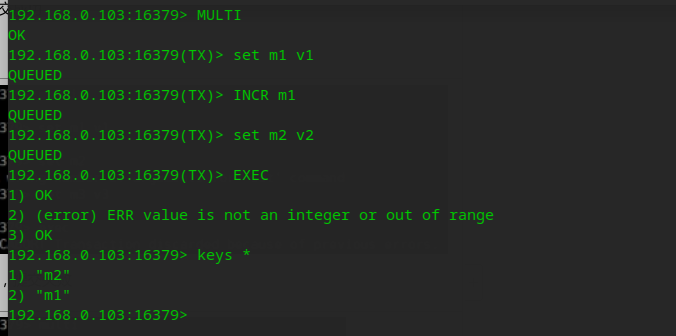 192.168.0.103:16379> MULTI
OK
192.168.0.103:16379(TX)> set m1 v1
QUEUED
192.168.0.103:16379(TX)> INCR m1
QUEUED
192.168.0.103:16379(TX)> set m2 v2
QUEUED
192.168.0.103:16379(TX)> EXEC
1) OK
2) (error) ERR value is not an integer or out of range
3) OK
192.168.0.103:16379> keys *
1) "m2"
2) "m1"
192.168.0.103:16379>